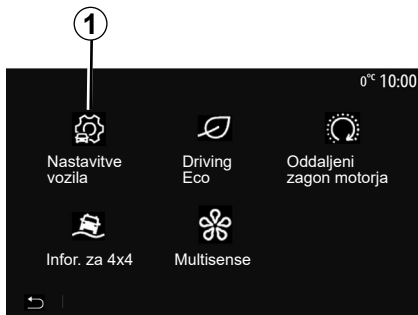 1
0°C 10:00
Nastavitve
vozila
Driving
Eco
Oddaljeni
zagon motorja
Infor. za 4x4
Multisense